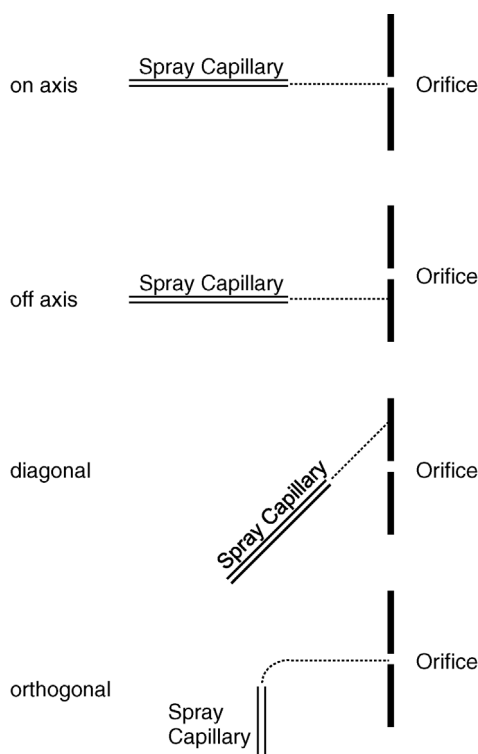 on axis
Spray Capillary
Orifice
off axis
Spray Capillary
Orifice
diagonal
Spray Capillary
Orifice
orthogonal
Spray
Capillary
Orifice